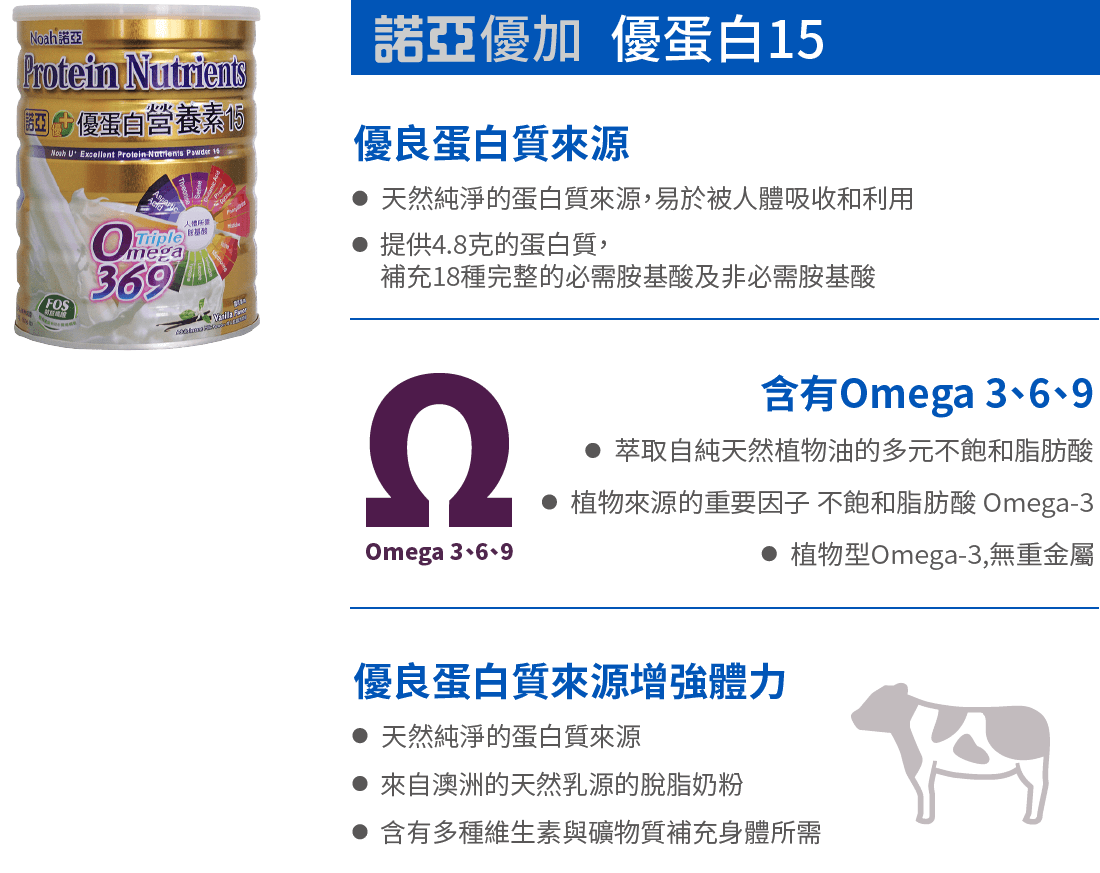 Noah 諾亞
Protein Nutrients
諾亞 優蛋白營養素15
Noah U+ Excellent Protein Nutrients Powder 15
Aspartic Acid
人體所需
胺基酸
Triple
Omega
369
FOS
Vanilla Flavor
諾亞優加 優蛋白15
優良蛋白質來源
● 天然純淨的蛋白質來源，易於被人體吸收和利用
● 提供4.8克的蛋白質，
補充18種完整的必需胺基酸及非必需胺基酸
含有Omega 3、6、9
● 萃取自純天然植物油的多元不飽和脂肪酸
● 植物來源的重要因子 不飽和脂肪酸 Omega-3
● 植物型Omega-3,無重金屬
Ω
Omega 3、6、9
優良蛋白質來源增強體力
● 天然純淨的蛋白質來源
● 來自澳洲的天然乳源的脫脂奶粉
● 含有多種維生素與礦物質補充身體所需